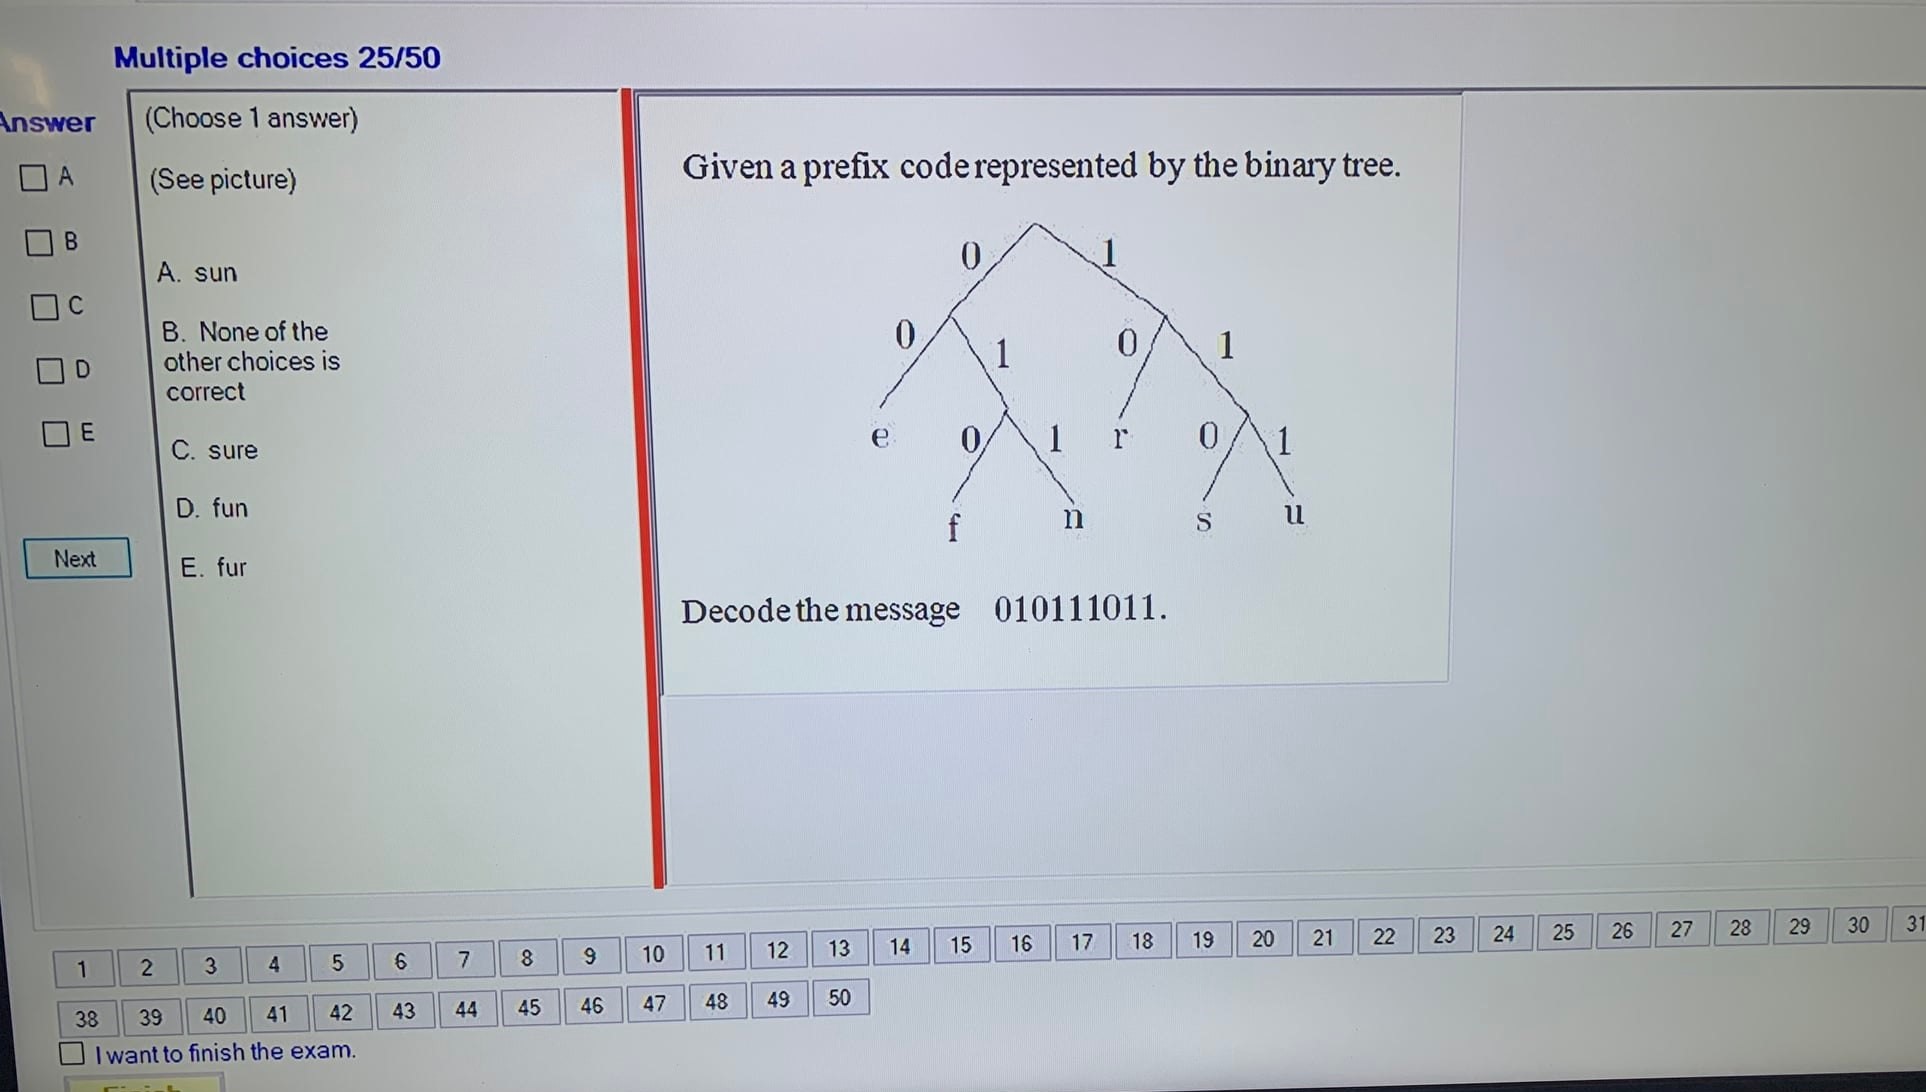 Multiple choices 25/50
Answer
A
B
C
D
E
Next
(Choose 1 answer)
(See picture)
A. sun
B. None of the
other choices is
correct
C. sure
D. fun
E. fur
Given a prefix code represented by the binary tree.
0 1
0 1 0 1
e 0 1 r 0 1
f n s u
Decode the message 010111011.
1 2 3 4 5 6 7 8 9 10 11 12 13 14 15 16 17 18 19 20 21 22 23 24 25 26 27 28 29 30 31
38 39 40 41 42 43 44 45 46 47 48 49 50
I want to finish the exam.